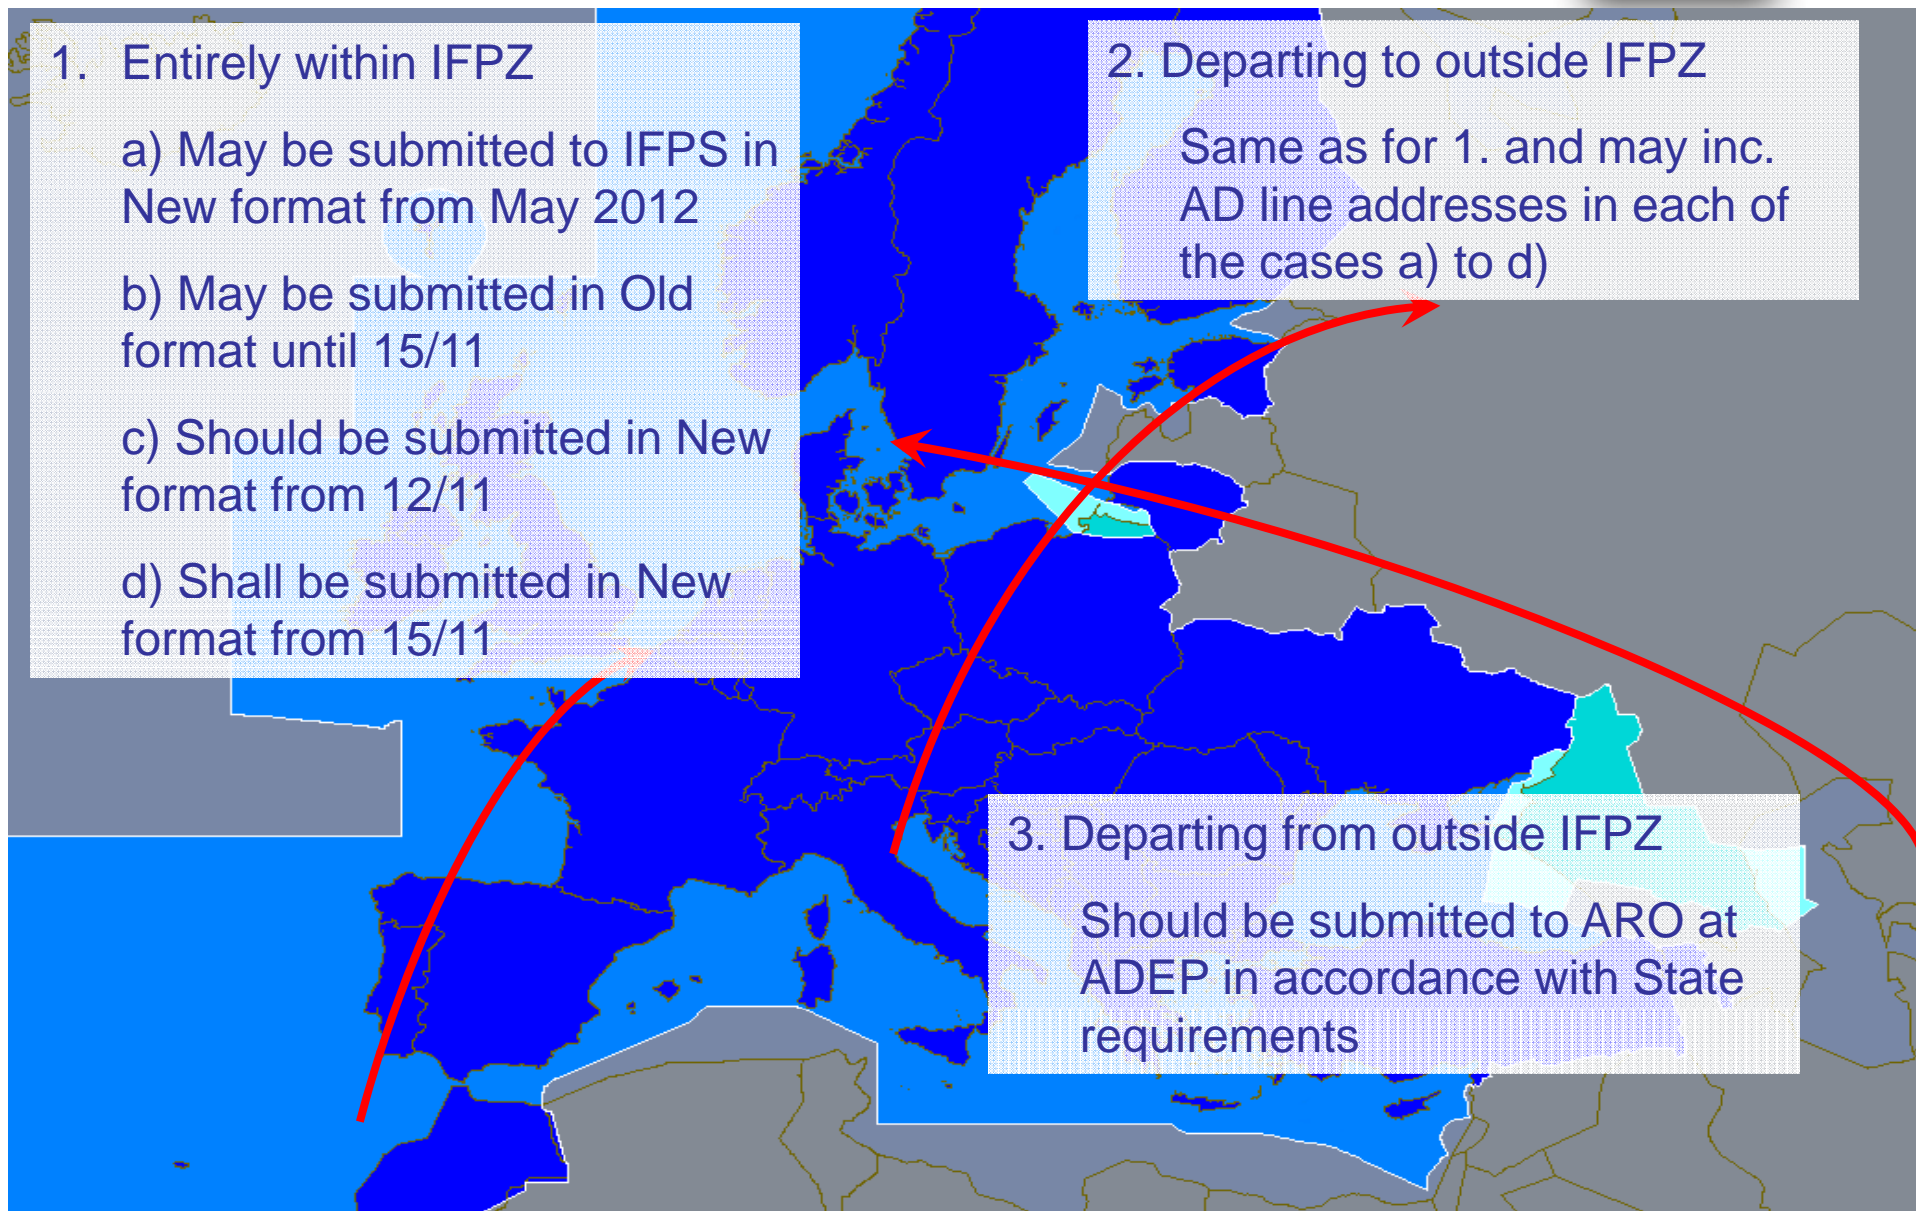 1. Entirely within IFPZ
a) May be submitted to IFPS in
New format from May 2012
b) May be submitted in Old
format until 15/11
c) Should be submitted in New
format from 12/11
d) Shall be submitted in New
format from 15/11
2. Departing to outside IFPZ
Same as for 1. and may inc.
AD line addresses in each of
the cases a) to d)
3. Departing from outside IFPZ
Should be submitted to ARO at
ADEP in accordance with State
requirements